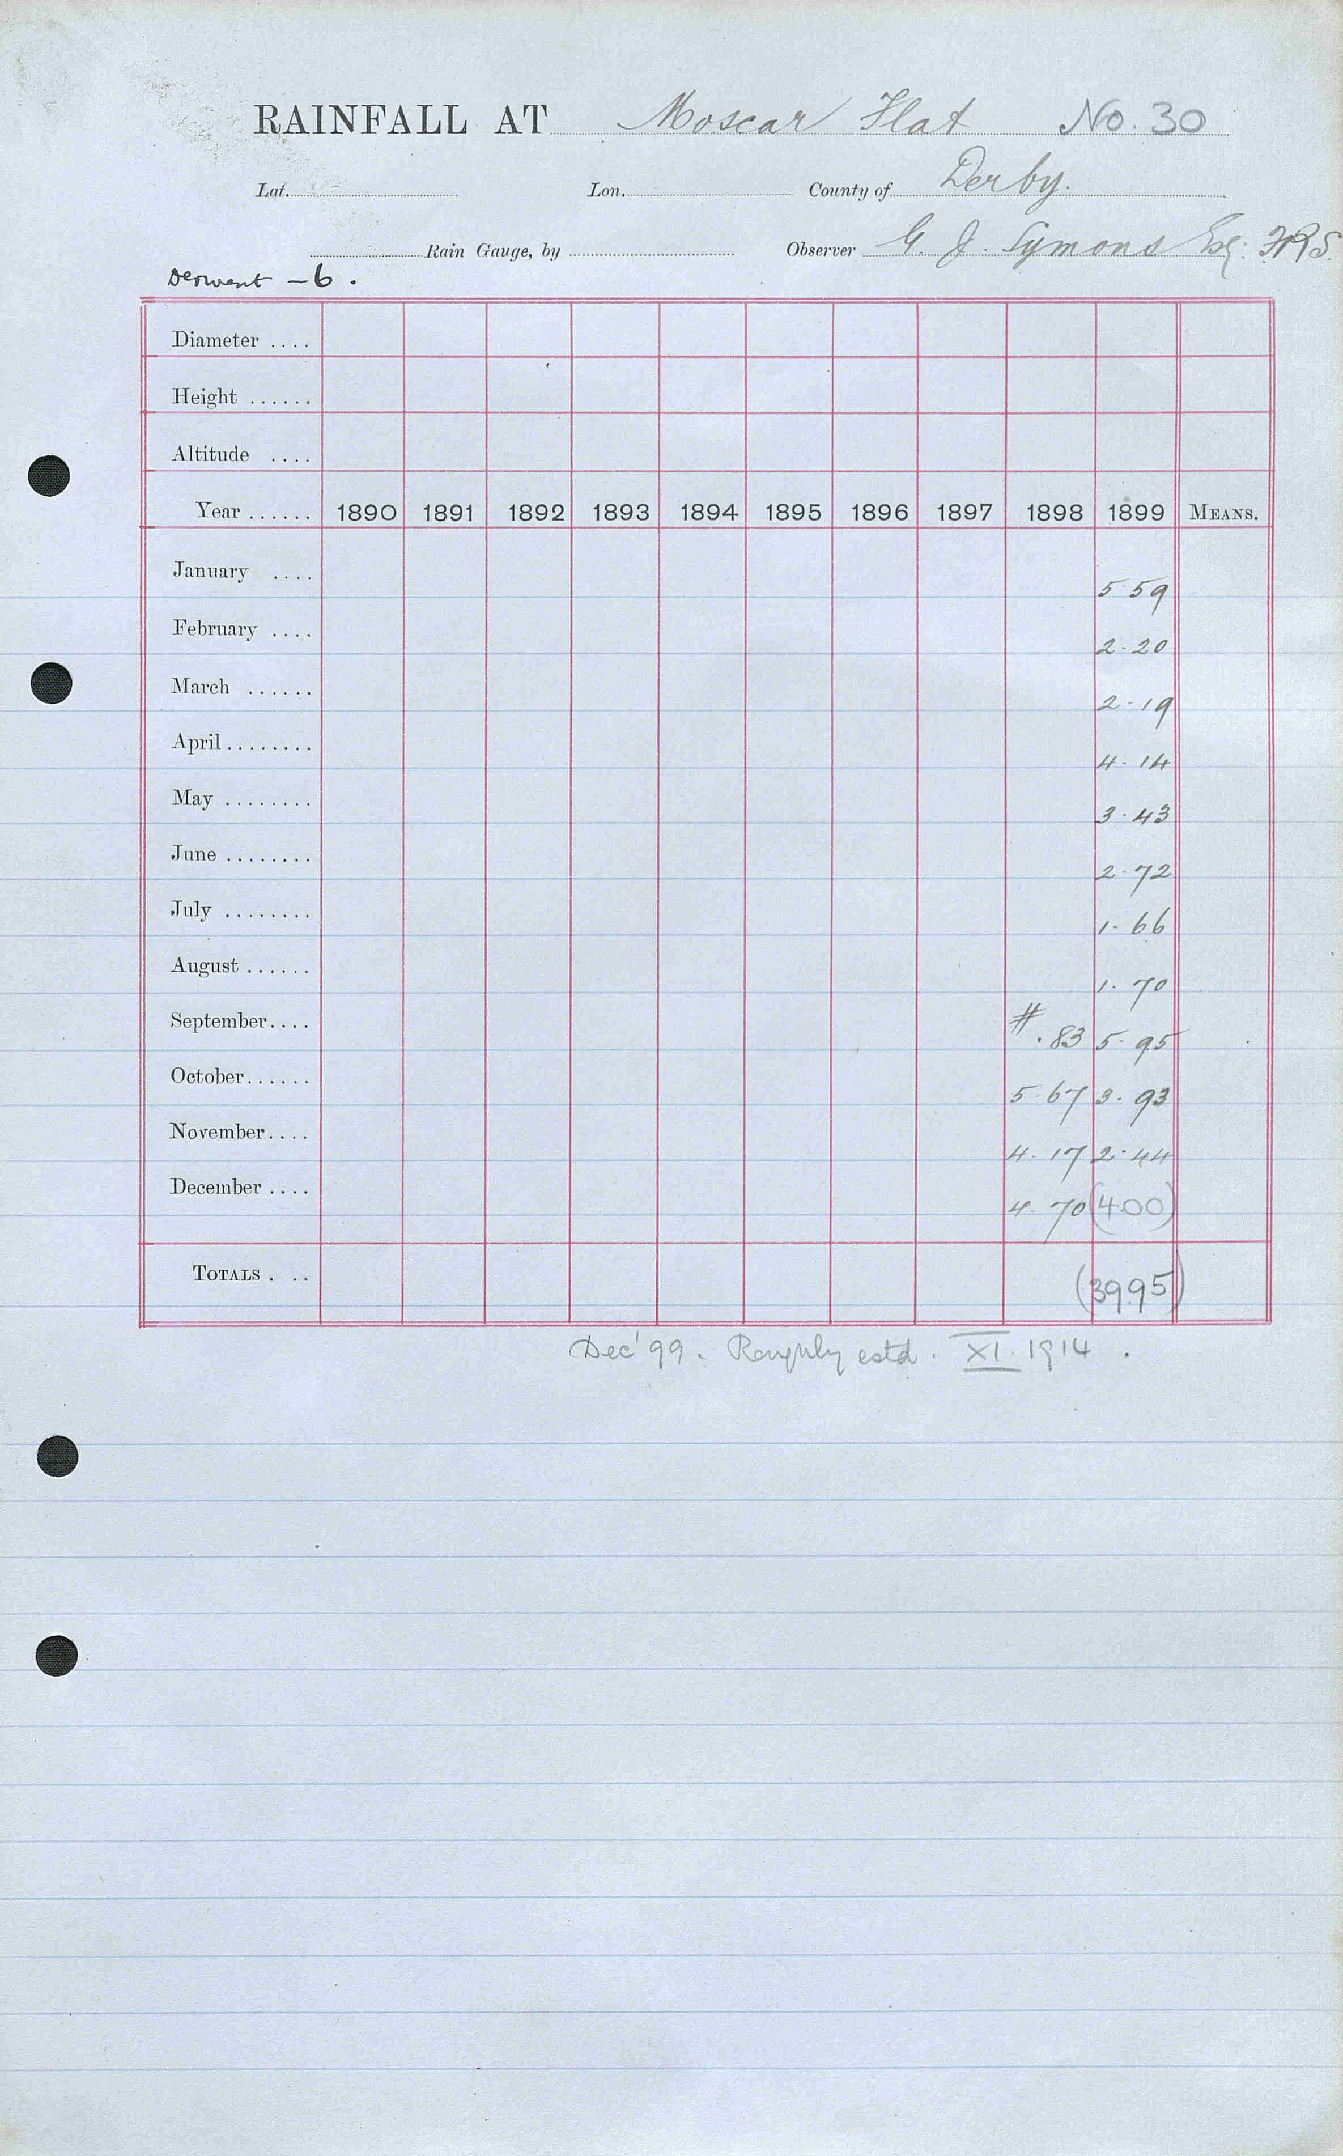 RAINFALL AT Moscar Flat No. 30
Lat. Lon. County of Derby.
Rain Gauge, by Observer G. J. Symons Esq. FRS.
Derwent - 6.
Diameter ....
Height ......
Altitude ....
Year ...... 1890 1891 1892 1893 1894 1895 1896 1897 1898 1899 MEANS.
January .... 5.59
February .... 2.20
March ...... 2.19
April ........ 4.14
May ........ 3.43
June ........ 2.72
July ........ 1.66
August ...... 1.70
September.... # .83 5.95
October...... 5.67 3.93
November.... 4.17 2.44
December .... 4.70 (4.00)
TOTALS . .. (39.95)
Dec' 99. Roughly estd. XI. 1914.